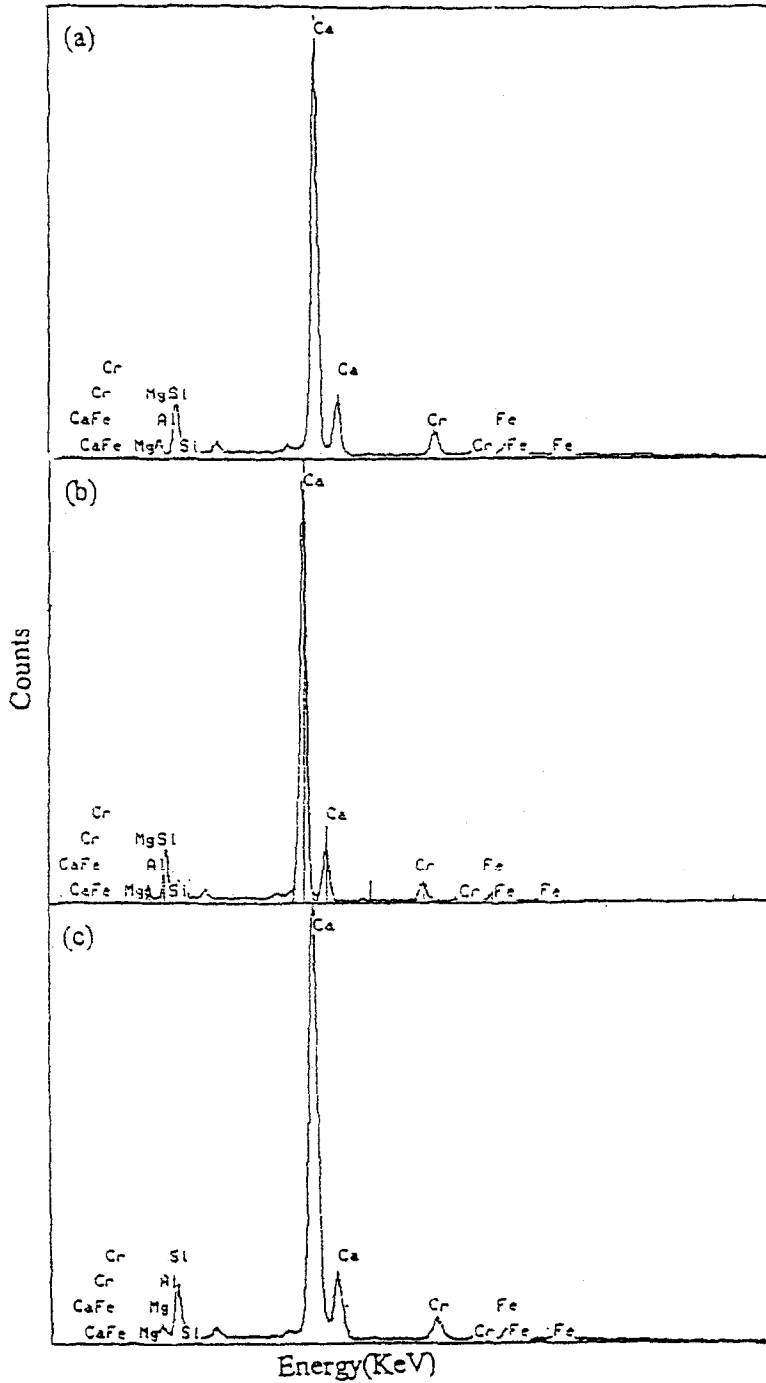 (a)
Ca
Cr
Ca
Cr MgSi
CaFe Al Cr Fe
CaFe Mg Si Cr Fe Fe
(b)
Ca
Cr
Ca
Cr MgSi
CaFe Al Cr Fe
CaFe Mg Si Cr Fe Fe
Counts
(c)
Ca
Cr Si Ca
Cr Al
CaFe Mg Cr Fe
CaFe Mg Si Cr Fe Fe
Energy(KeV)